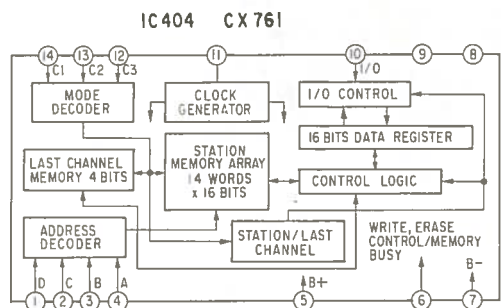 IC404 CX761
14 13 12 11 10 9 8
C1 C2 C3 I/O
MODE
DECODER
CLOCK
GENERATOR
I/O CONTROL
16 BITS DATA REGISTER
LAST CHANNEL
MEMORY 4 BITS
STATION
MEMORY ARRAY
14 WORDS
x 16 BITS
CONTROL LOGIC
ADDRESS
DECODER
STATION/LAST
CHANNEL
WRITE, ERASE
CONTROL/MEMORY
BUSY
D C B A
B+
B-
1 2 3 4 5 6 7